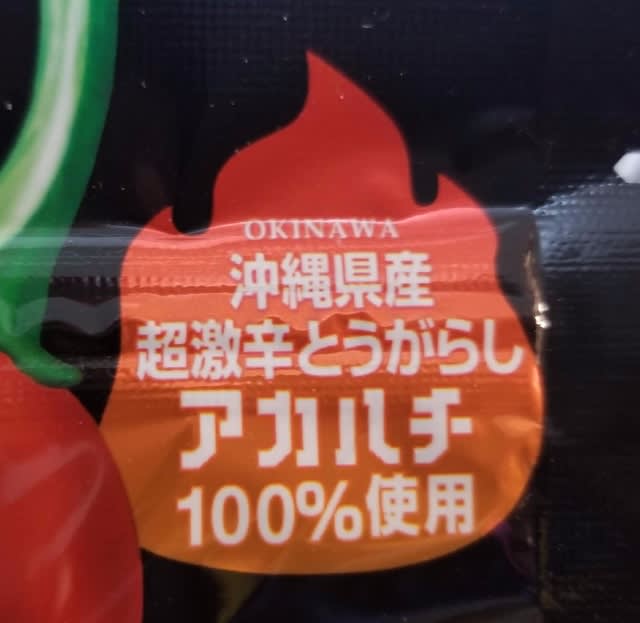 OKINAWA
沖縄県産
超激辛とうがらし
アカハチ
100%使用